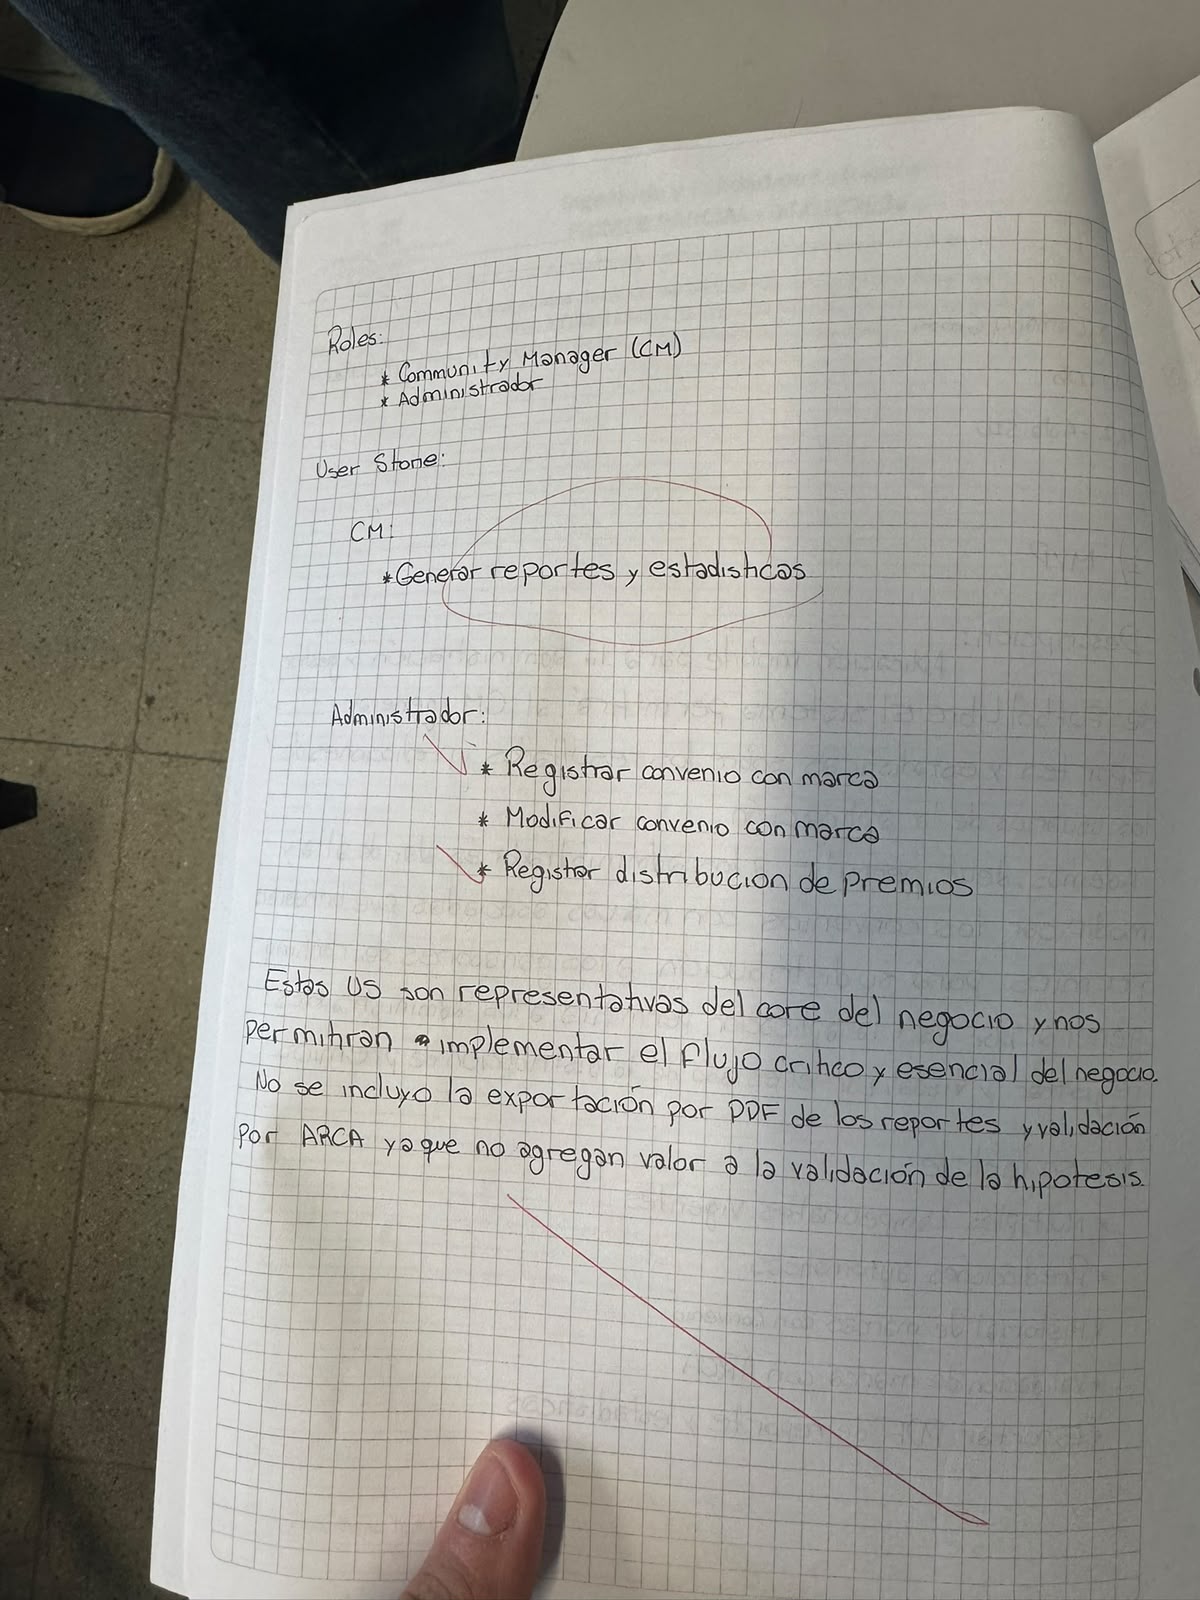 Roles:
* Community Manager (CM)
* Administrador
User Storie:
CM:
* Generar reportes y estadisticas
Administrador:
* Registrar convenio con marca
* Modificar convenio con marca
* Registrar distribucion de premios
Estas US son representativas del core del negocio y nos
permitiran implementar el flujo critico y esencial del negocio.
No se incluyo la exportación por PDF de los reportes y validación
por ARCA ya que no agregan valor a la validación de la hipotesis.